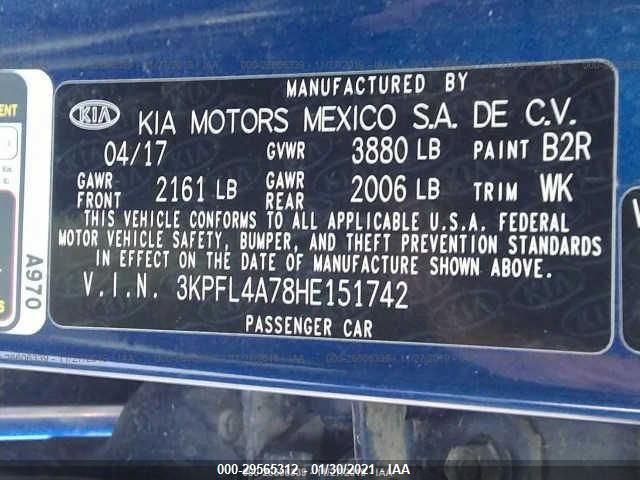 MANUFACTURED BY
KIA KIA MOTORS MEXICO S.A. DE C.V.
04/17 GVWR 3880 LB PAINT B2R
GAWR FRONT 2161 LB GAWR REAR 2006 LB TRIM WK
THIS VEHICLE CONFORMS TO ALL APPLICABLE U.S.A. FEDERAL
MOTOR VEHICLE SAFETY, BUMPER, AND THEFT PREVENTION STANDARDS
IN EFFECT ON THE DATE OF MANUFACTURE SHOWN ABOVE.
V.I.N. 3KPFL4A78HE151742
PASSENGER CAR
A970
000-29565312 - 01/30/2021 - IAA